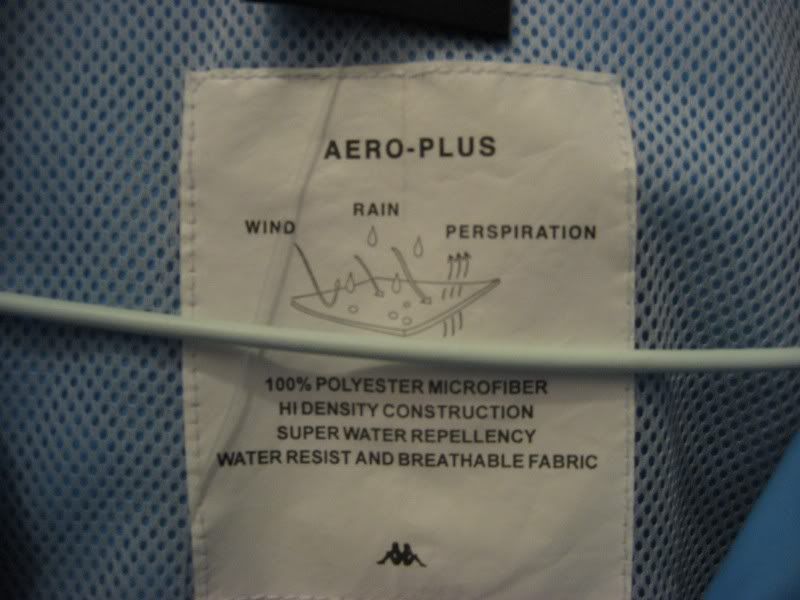 AERO-PLUS
RAIN
WIND
PERSPIRATION
100% POLYESTER MICROFIBER
HI DENSITY CONSTRUCTION
SUPER WATER REPELLENCY
WATER RESIST AND BREATHABLE FABRIC